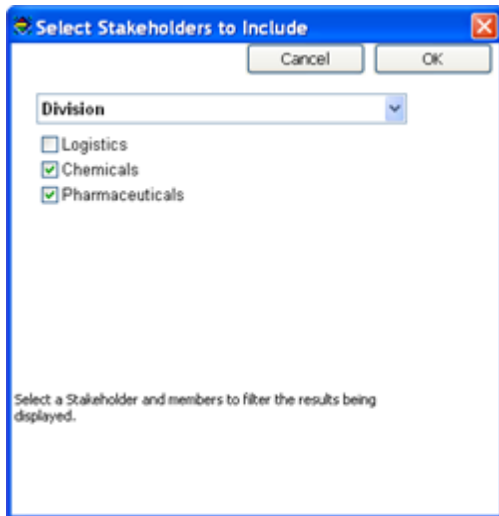 Select Stakeholders to Include
Cancel OK
Division
Logistics
Chemicals
Pharmaceuticals
Select a Stakeholder and members to filter the results being
displayed.